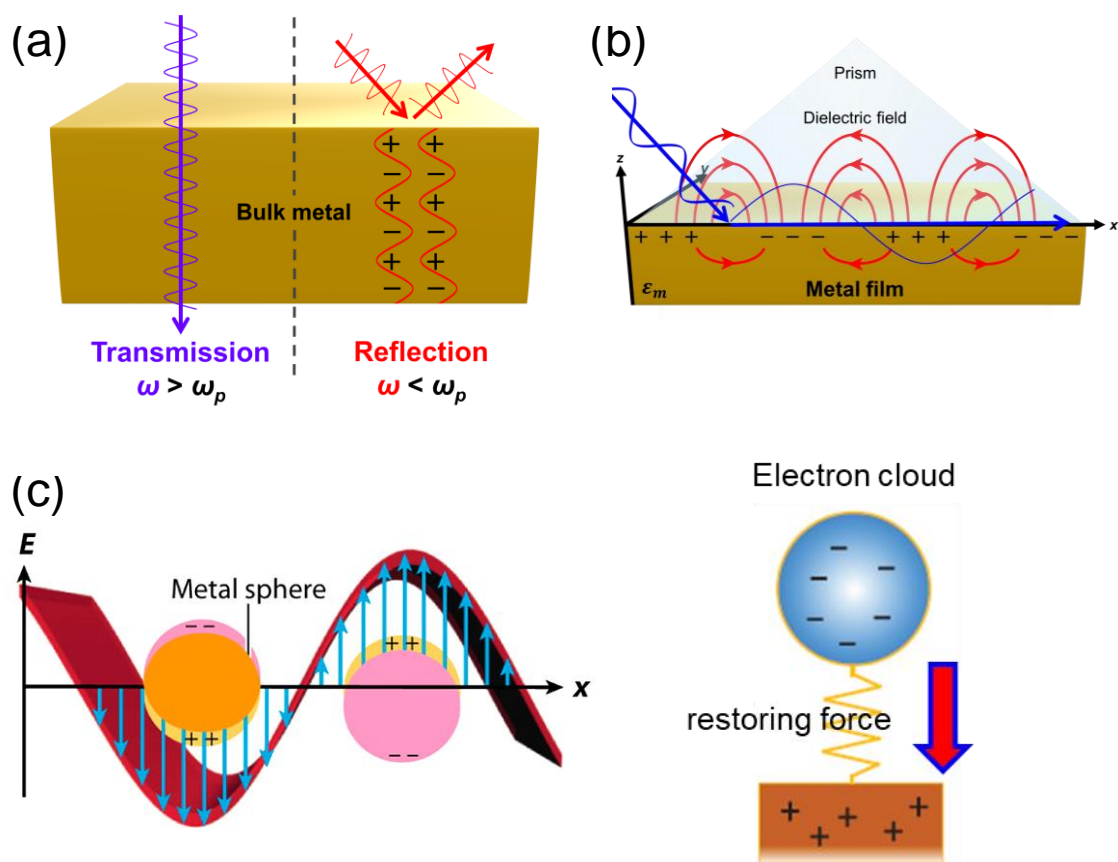 (a)
+ +
− −
+ +
Bulk metal
− −
+ +
− −
Transmission
ω > ωp
Reflection
ω < ωp
(b)
Prism
Dielectric field
z
y
x
+ + + − − − + + + − − −
εm
Metal film
(c)
E
Metal sphere
− −
+ +
+ +
− −
x
Electron cloud
−
− −
− −
−
restoring force
+ + +
+ +